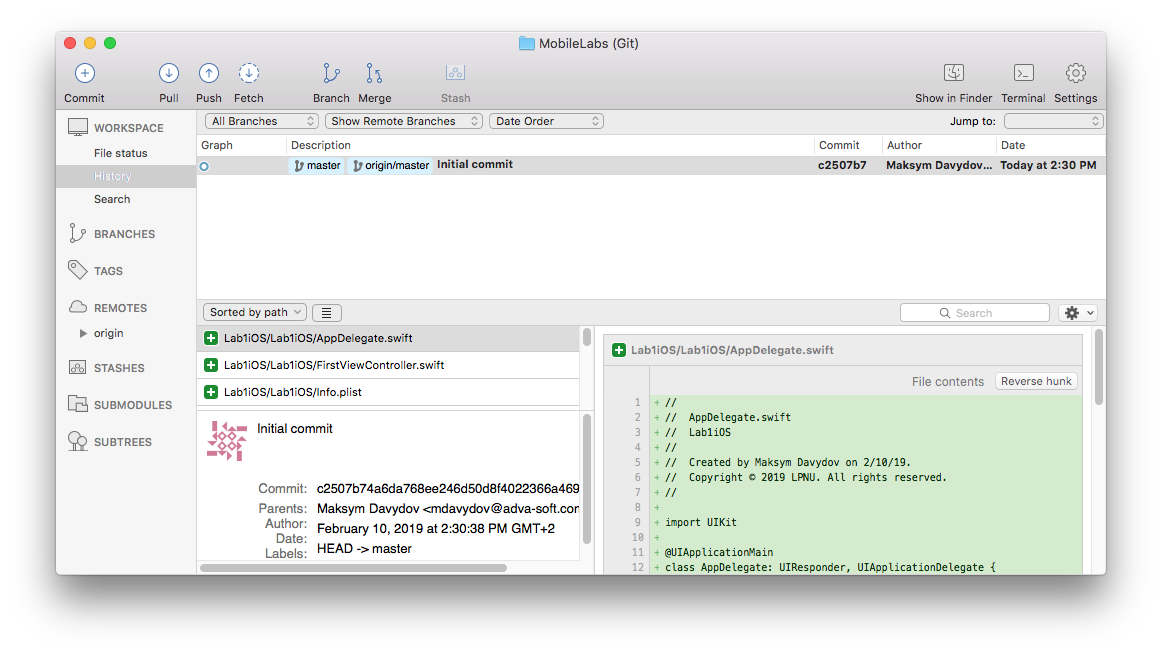 MobileLabs (Git)
Commit Pull Push Fetch Branch Merge Stash Show in Finder Terminal Settings
All Branches Show Remote Branches Date Order Jump to:
WORKSPACE
File status
History
Search
BRANCHES
TAGS
REMOTES
origin
STASHES
SUBMODULES
SUBTREES
Graph Description Commit Author Date
master origin/master Initial commit c2507b7 Maksym Davydov... Today at 2:30 PM
Sorted by path Search
Lab1iOS/Lab1iOS/AppDelegate.swift
Lab1iOS/Lab1iOS/FirstViewController.swift
Lab1iOS/Lab1iOS/Info.plist
Initial commit
Commit: c2507b74a6da768ee246d50d8f4022366a469
Parents: Maksym Davydov <mdavydov@adva-soft.com
Author: February 10, 2019 at 2:30:38 PM GMT+2
Date:
Labels: HEAD -> master
Lab1iOS/Lab1iOS/AppDelegate.swift
File contents Reverse hunk
1 + //
2 + //  AppDelegate.swift
3 + //  Lab1iOS
4 + //
5 + //  Created by Maksym Davydov on 2/10/19.
6 + //  Copyright © 2019 LPNU. All rights reserved.
7 + //
8 +
9 + import UIKit
10 +
11 + @UIApplicationMain
12 + class AppDelegate: UIResponder, UIApplicationDelegate {